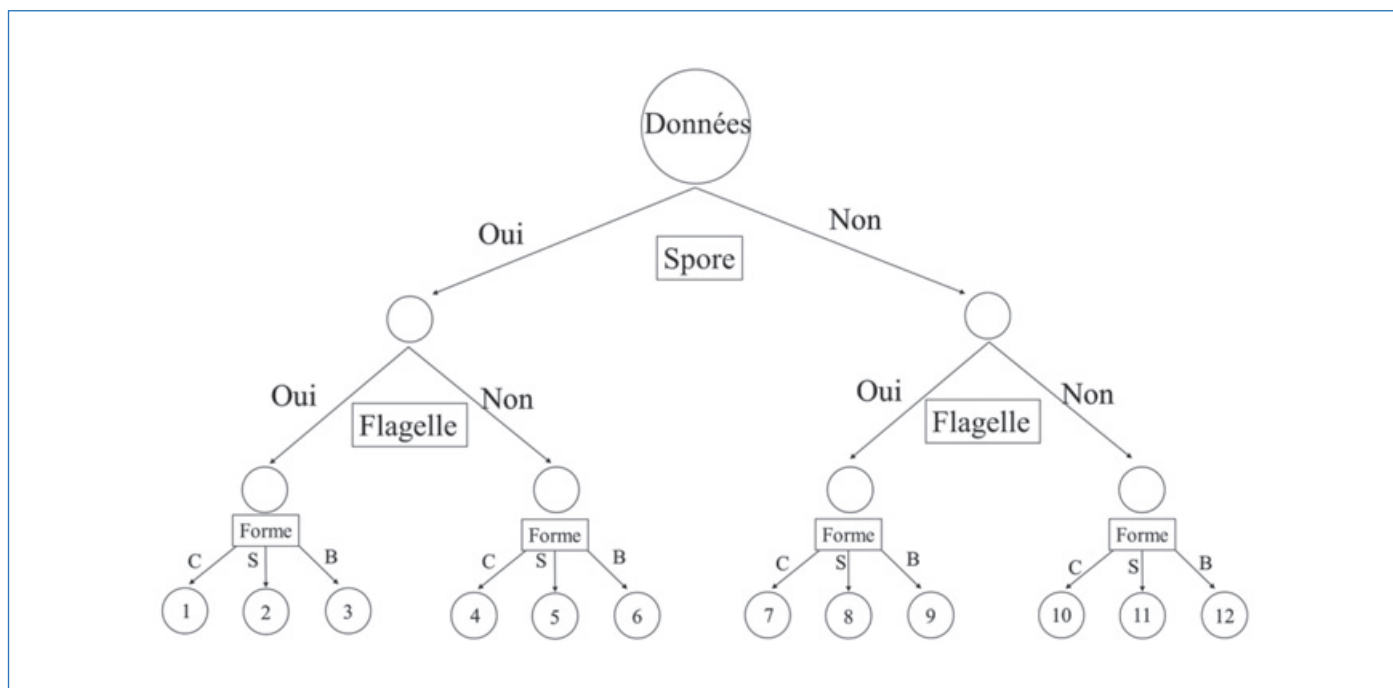 Données
Oui
Non
Spore
Oui
Non
Flagelle
Oui
Non
Flagelle
Forme
Forme
Forme
Forme
C S B
C S B
C S B
C S B
1 2 3
4 5 6
7 8 9
10 11 12